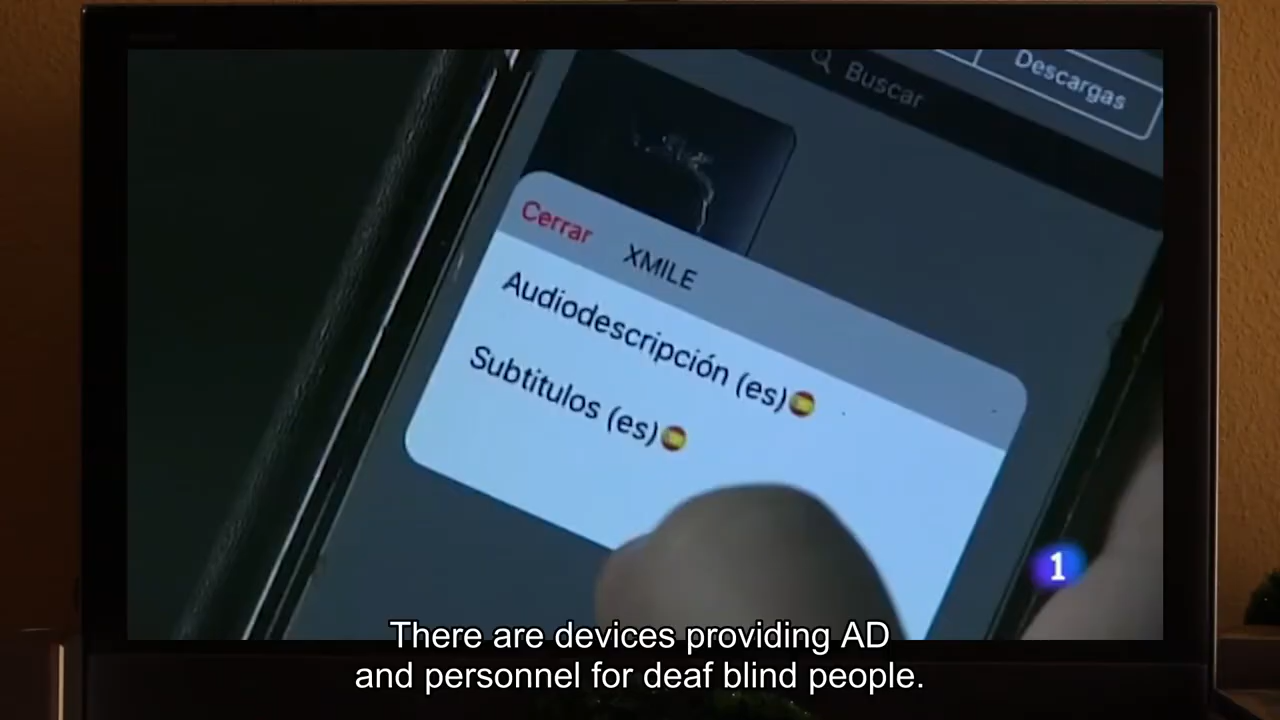 Buscar
Descargas
Cerrar
XMILE
Audiodescripción (es)
Subtitulos (es)
1
There are devices providing AD
and personnel for deaf blind people.